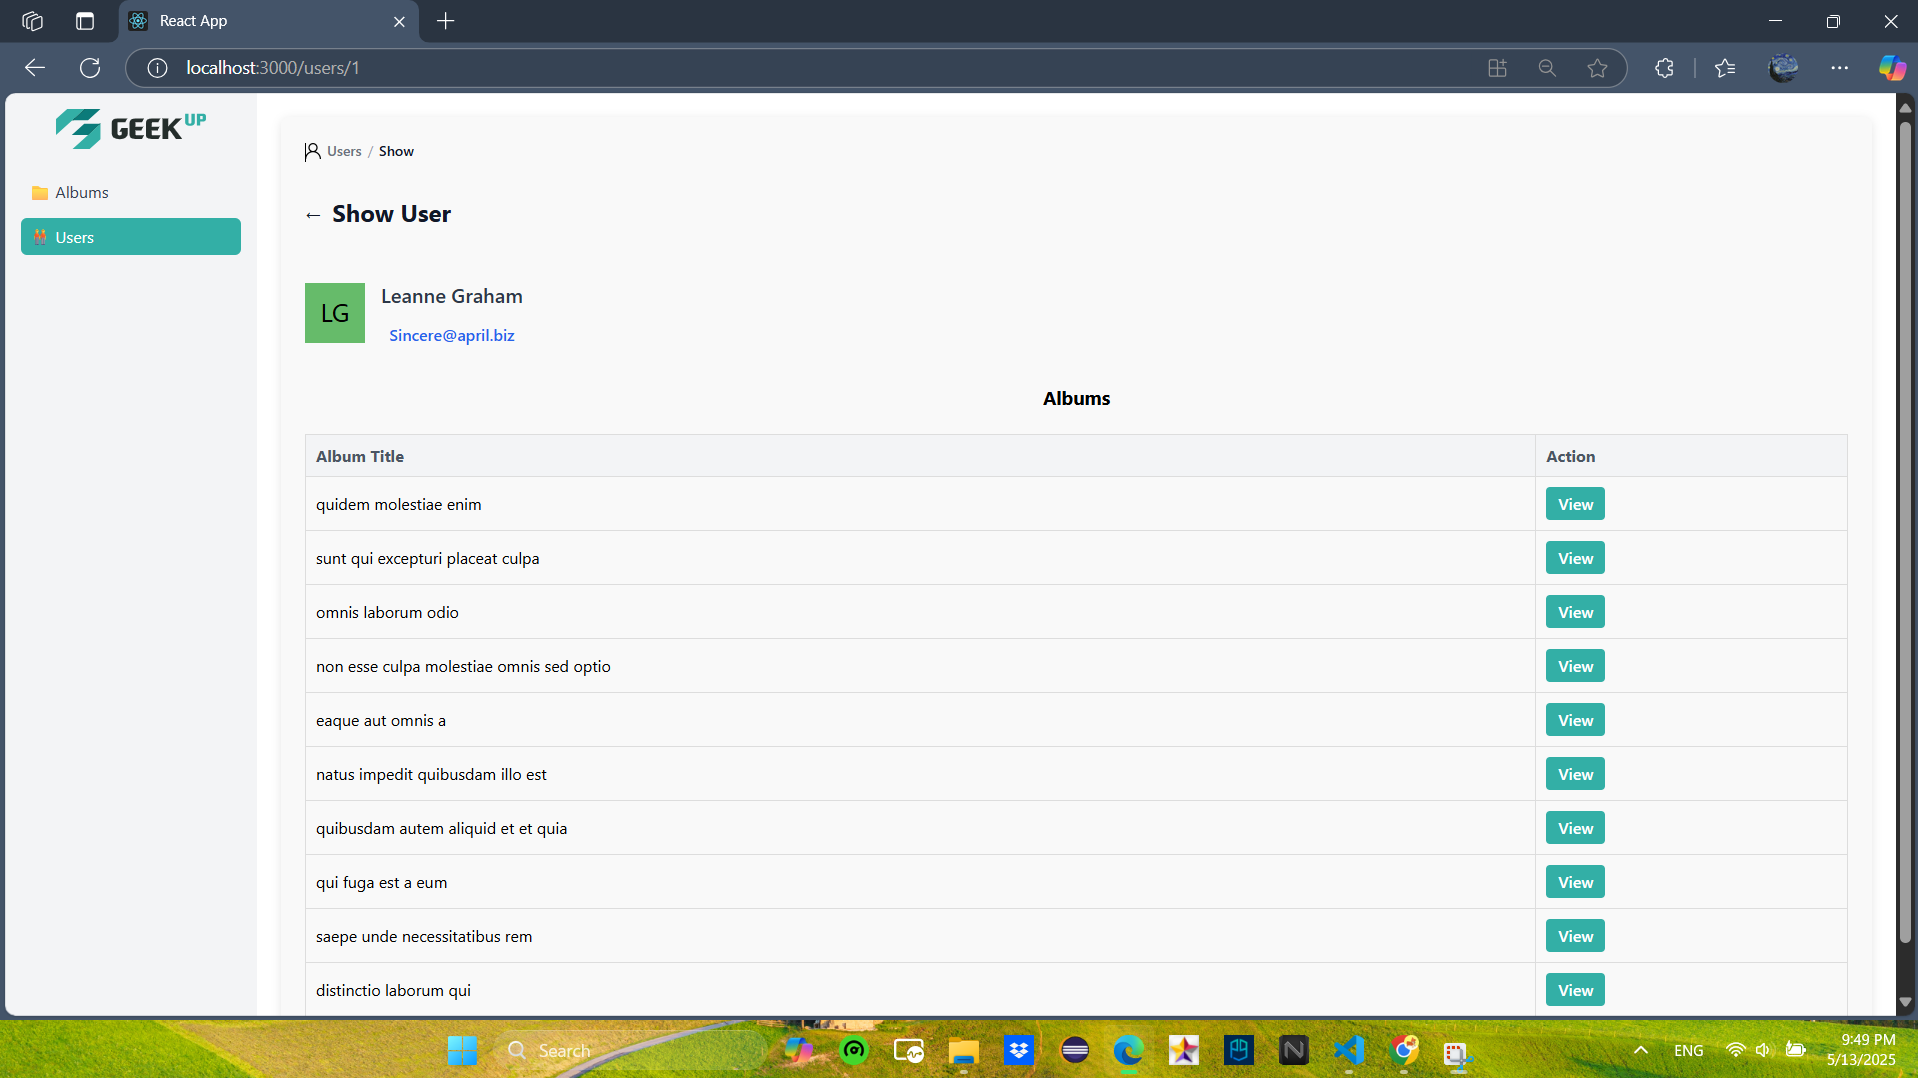 React App
localhost:3000/users/1
GEEK UP
Albums
Users
Users / Show
← Show User
LG
Leanne Graham
Sincere@april.biz
Albums
Album Title Action
quidem molestiae enim View
sunt qui excepturi placeat culpa View
omnis laborum odio View
non esse culpa molestiae omnis sed optio View
eaque aut omnis a View
natus impedit quibusdam illo est View
quibusdam autem aliquid et et quia View
qui fuga est a eum View
saepe unde necessitatibus rem View
distinctio laborum qui View
Search
ENG
9:49 PM
5/13/2025